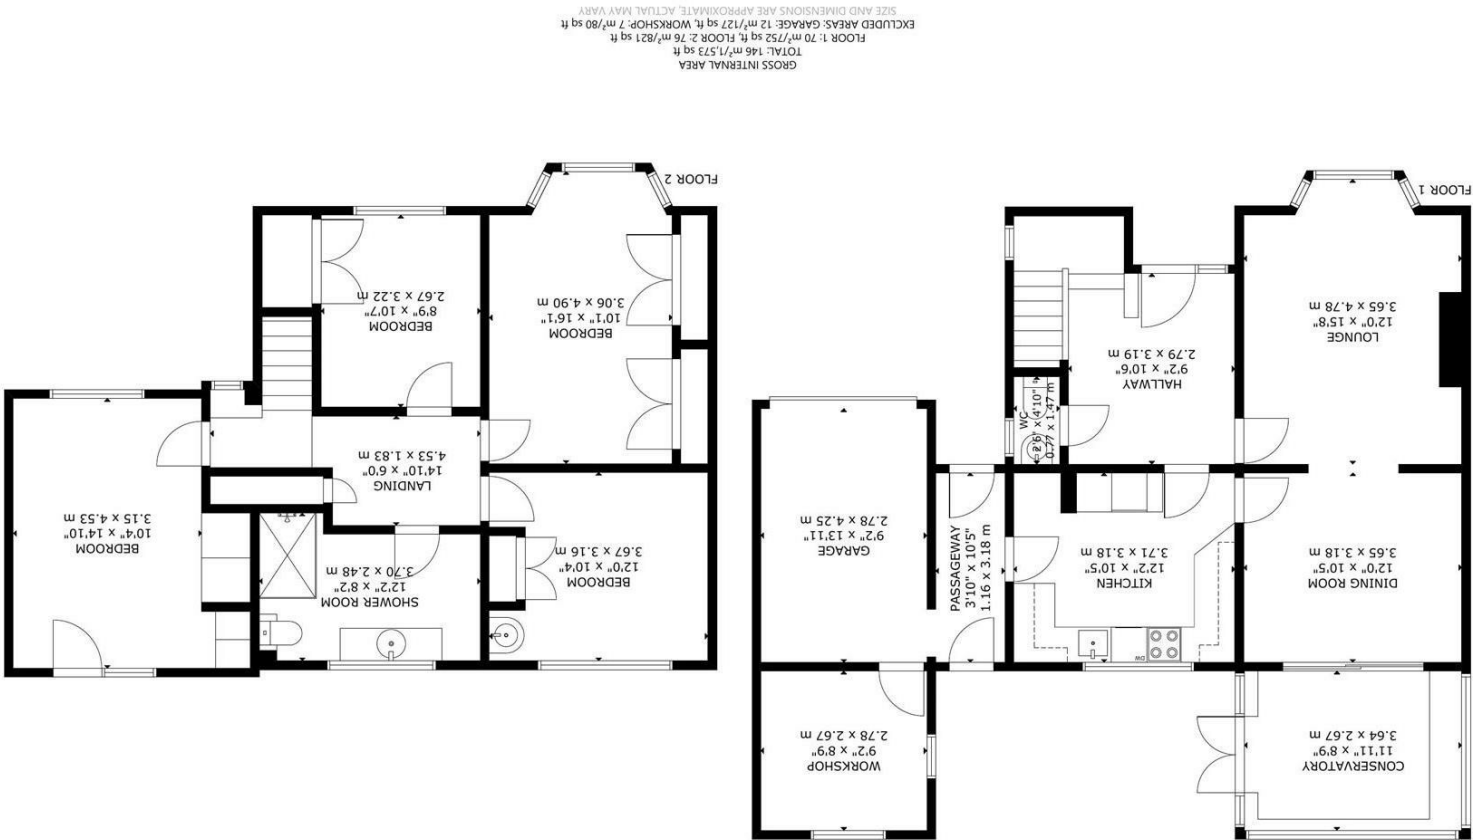 FLOOR 1
CONSERVATORY
11'11" x 8'9"
3.64 x 2.67 m
WORKSHOP
9'2" x 8'9"
2.78 x 2.67 m
DINING ROOM
12'0" x 10'5"
3.65 x 3.18 m
KITCHEN
12'2" x 10'5"
3.71 x 3.18 m
DW
PASSAGEWAY
3'10" x 10'5"
1.16 x 3.18 m
GARAGE
9'2" x 13'11"
2.78 x 4.25 m
LOUNGE
12'0" x 15'8"
3.65 x 4.78 m
HALLWAY
9'2" x 10'6"
2.79 x 3.19 m
WC
2'6" x 4'10"
0.77 x 1.47 m
FLOOR 2
BEDROOM
12'0" x 10'4"
3.67 x 3.16 m
SHOWER ROOM
12'2" x 8'2"
3.70 x 2.48 m
BEDROOM
10'4" x 14'10"
3.15 x 4.53 m
LANDING
14'10" x 6'0"
4.53 x 1.83 m
BEDROOM
10'1" x 16'1"
3.06 x 4.90 m
BEDROOM
8'9" x 10'7"
2.67 x 3.22 m
GROSS INTERNAL AREA
TOTAL: 146 m²/1,573 sq ft
FLOOR 1: 70 m²/752 sq ft, FLOOR 2: 76 m²/821 sq ft
EXCLUDED AREAS: GARAGE: 12 m²/127 sq ft, WORKSHOP: 7 m²/80 sq ft
SIZE AND DIMENSIONS ARE APPROXIMATE, ACTUAL MAY VARY